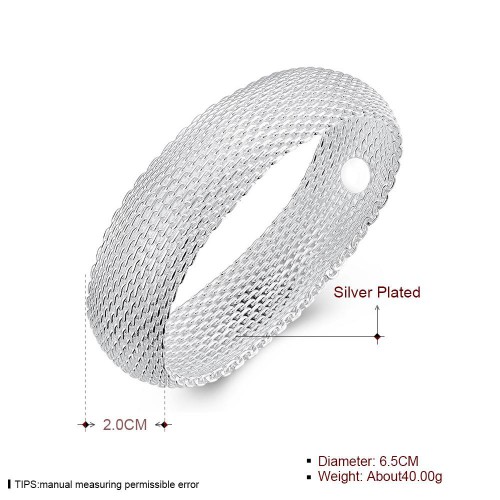 Silver Plated
2.0CM
Diameter: 6.5CM
Weight: About40.00g
TIPS:manual measuring permissible error